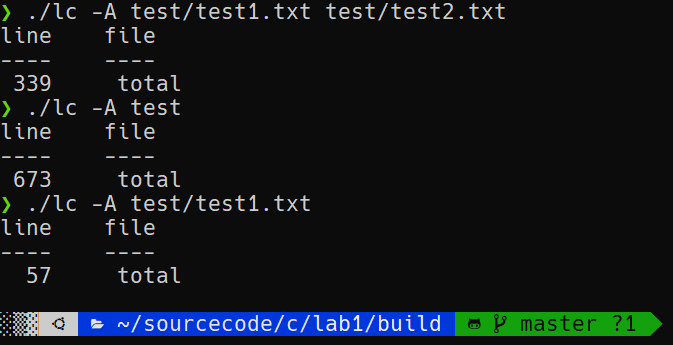 ❯ ./lc -A test/test1.txt test/test2.txt
line    file
----    ----
 339     total
❯ ./lc -A test
line    file
----    ----
 673     total
❯ ./lc -A test/test1.txt
line    file
----    ----
  57     total
~/sourcecode/c/lab1/build master ?1